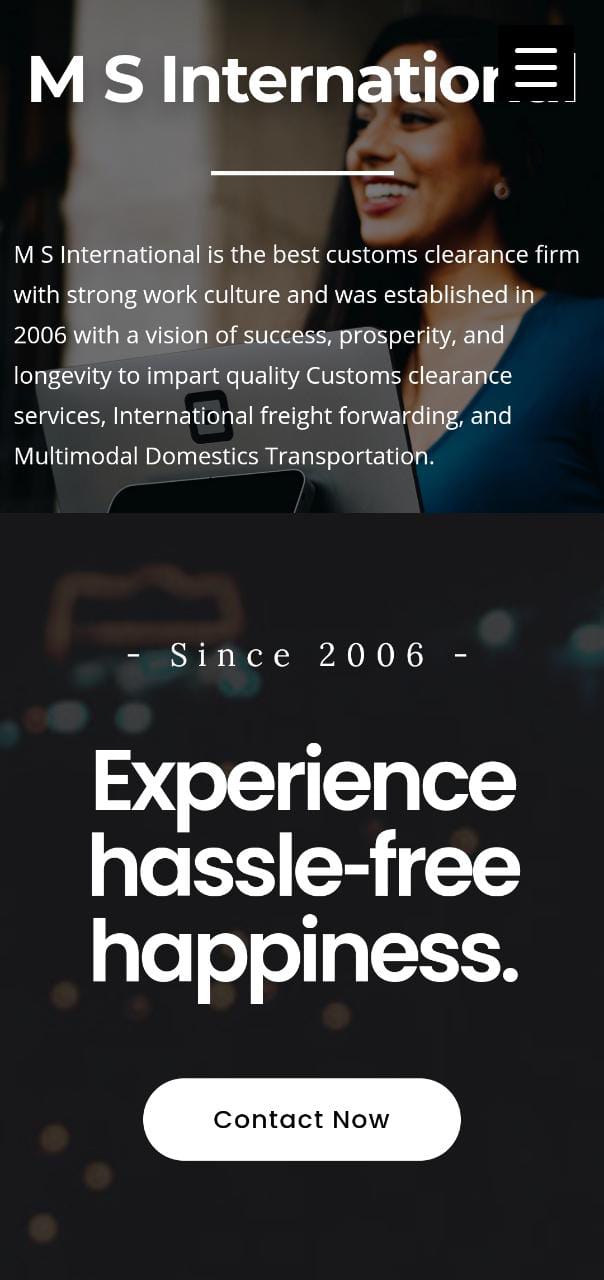 M S International
M S International is the best customs clearance firm
with strong work culture and was established in
2006 with a vision of success, prosperity, and
longevity to impart quality Customs clearance
services, International freight forwarding, and
Multimodal Domestics Transportation.
- Since 2006 -
Experience
hassle-free
happiness.
Contact Now